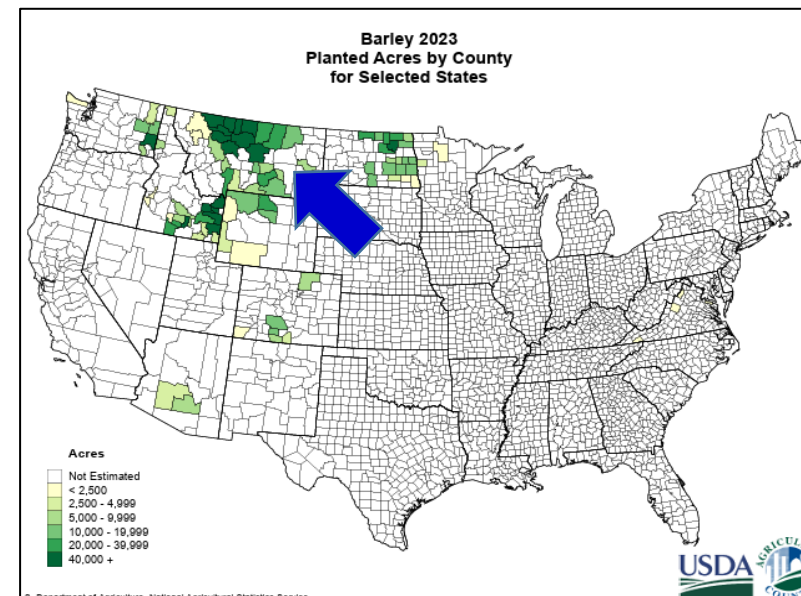 Barley 2023
Planted Acres by County
for Selected States
Acres
Not Estimated
< 2,500
2,500 - 4,999
5,000 - 9,999
10,000 - 19,999
20,000 - 39,999
40,000 +
USDA